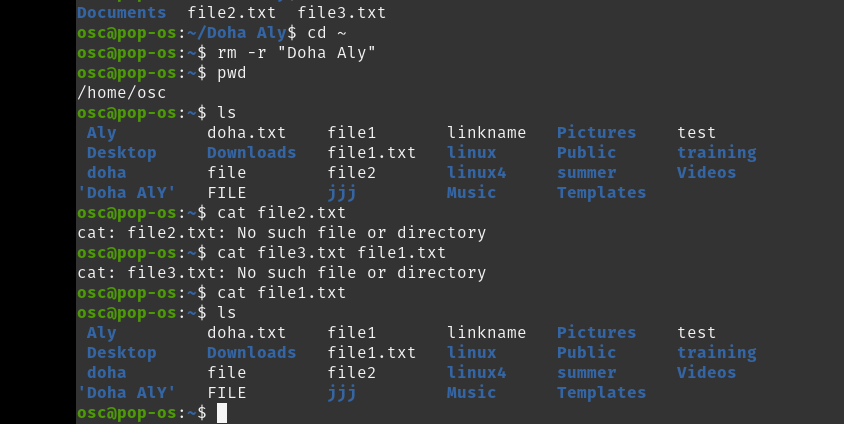 Documents  file2.txt  file3.txt
osc@pop-os:~/Doha Aly$ cd ~
osc@pop-os:~$ rm -r "Doha Aly"
osc@pop-os:~$ pwd
/home/osc
osc@pop-os:~$ ls
 Aly         doha.txt    file1       linkname   Pictures    test
 Desktop     Downloads   file1.txt   linux      Public      training
 doha        file        file2       linux4     summer      Videos
'Doha AlY'   FILE        jjj         Music      Templates
osc@pop-os:~$ cat file2.txt
cat: file2.txt: No such file or directory
osc@pop-os:~$ cat file3.txt file1.txt
cat: file3.txt: No such file or directory
osc@pop-os:~$ cat file1.txt
osc@pop-os:~$ ls
 Aly         doha.txt    file1       linkname   Pictures    test
 Desktop     Downloads   file1.txt   linux      Public      training
 doha        file        file2       linux4     summer      Videos
'Doha AlY'   FILE        jjj         Music      Templates
osc@pop-os:~$